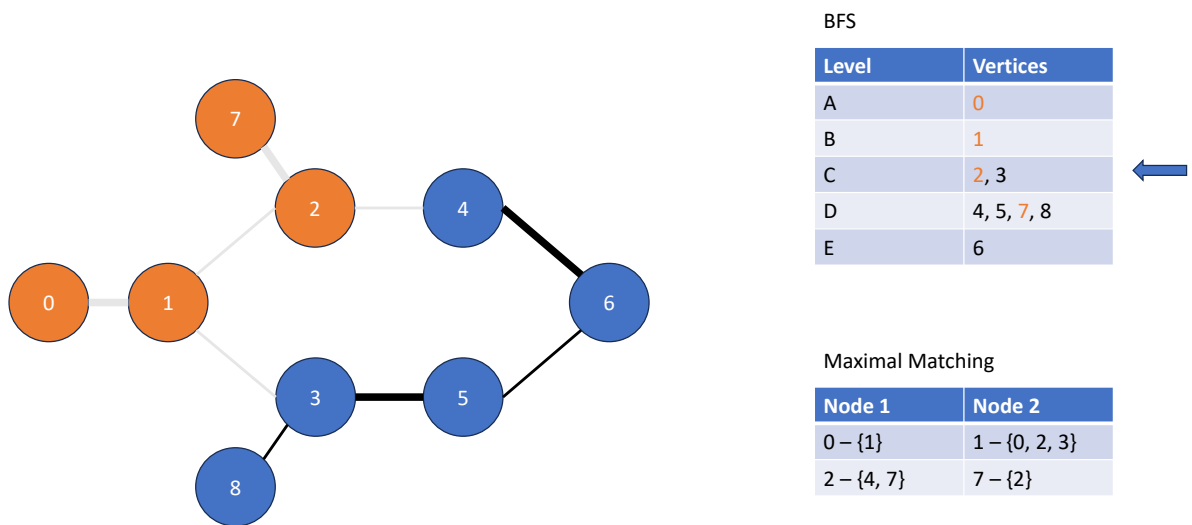 BFS
Level Vertices
A 0
B 1
C 2, 3
D 4, 5, 7, 8
E 6
7
2 4
0 1 6
3 5
8
Maximal Matching
Node 1 Node 2
0 – {1} 1 – {0, 2, 3}
2 – {4, 7} 7 – {2}